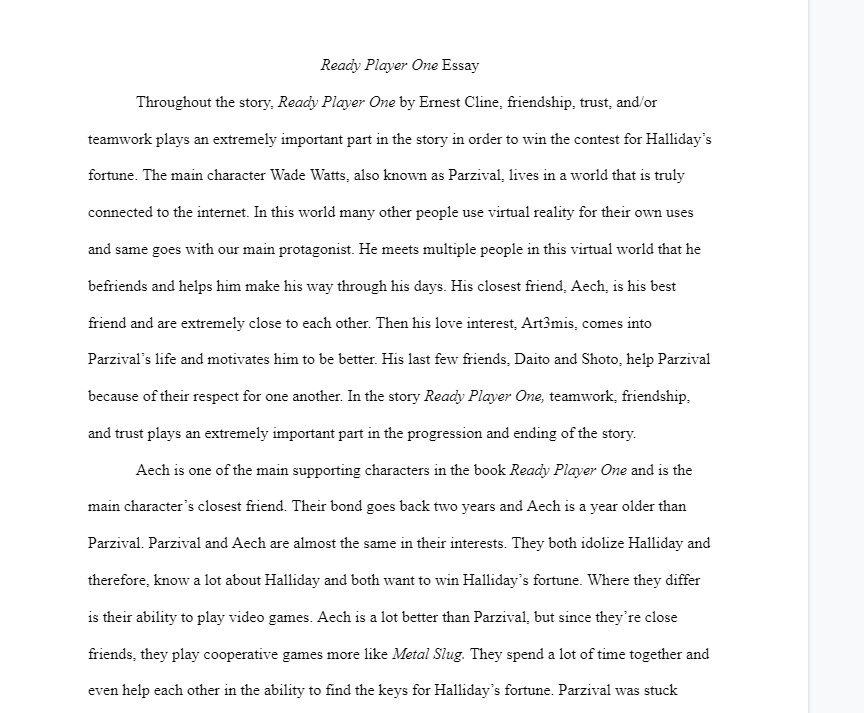 Ready Player One Essay
Throughout the story, Ready Player One by Ernest Cline, friendship, trust, and/or
teamwork plays an extremely important part in the story in order to win the contest for Halliday’s
fortune. The main character Wade Watts, also known as Parzival, lives in a world that is truly
connected to the internet. In this world many other people use virtual reality for their own uses
and same goes with our main protagonist. He meets multiple people in this virtual world that he
befriends and helps him make his way through his days. His closest friend, Aech, is his best
friend and are extremely close to each other. Then his love interest, Art3mis, comes into
Parzival’s life and motivates him to be better. His last few friends, Daito and Shoto, help Parzival
because of their respect for one another. In the story Ready Player One, teamwork, friendship,
and trust plays an extremely important part in the progression and ending of the story.
Aech is one of the main supporting characters in the book Ready Player One and is the
main character’s closest friend. Their bond goes back two years and Aech is a year older than
Parzival. Parzival and Aech are almost the same in their interests. They both idolize Halliday and
therefore, know a lot about Halliday and both want to win Halliday’s fortune. Where they differ
is their ability to play video games. Aech is a lot better than Parzival, but since they’re close
friends, they play cooperative games more like Metal Slug. They spend a lot of time together and
even help each other in the ability to find the keys for Halliday’s fortune. Parzival was stuck